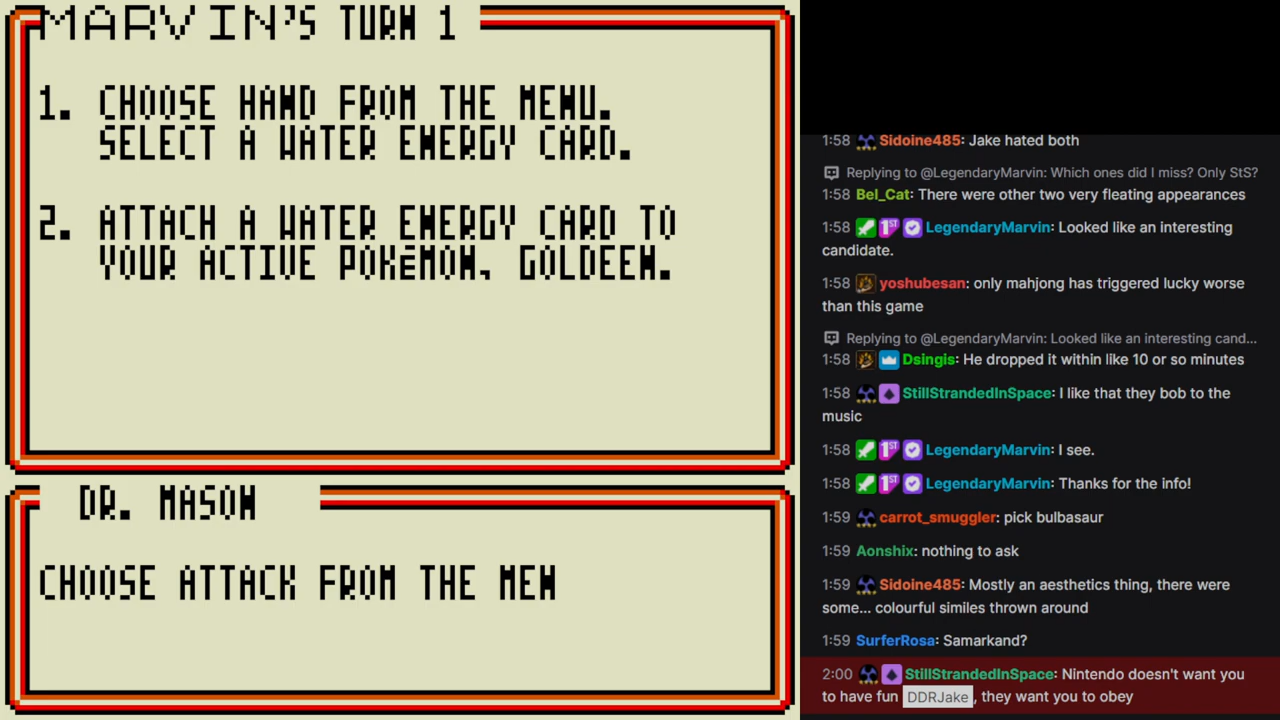 MARVIN'S TURN 1
1. CHOOSE HAND FROM THE MENU.
SELECT A WATER ENERGY CARD.
2. ATTACH A WATER ENERGY CARD TO
YOUR ACTIVE POKéMON, GOLDEEN.
DR. MASON
CHOOSE ATTACK FROM THE MEN
1:58 Sidoine485: Jake hated both
Replying to @LegendaryMarvin: Which ones did I miss? Only StS?
1:58 Bel_Cat: There were other two very fleating appearances
1:58 1ST LegendaryMarvin: Looked like an interesting
candidate.
1:58 yoshubesan: only mahjong has triggered lucky worse
than this game
Replying to @LegendaryMarvin: Looked like an interesting cand...
1:58 Dsingis: He dropped it within like 10 or so minutes
1:58 StillStrandedInSpace: I like that they bob to the
music
1:58 1ST LegendaryMarvin: I see.
1:58 1ST LegendaryMarvin: Thanks for the info!
1:59 carrot_smuggler: pick bulbasaur
1:59 Aonshix: nothing to ask
1:59 Sidoine485: Mostly an aesthetics thing, there were
some... colourful similes thrown around
1:59 SurferRosa: Samarkand?
2:00 StillStrandedInSpace: Nintendo doesn't want you
to have fun DDRJake, they want you to obey